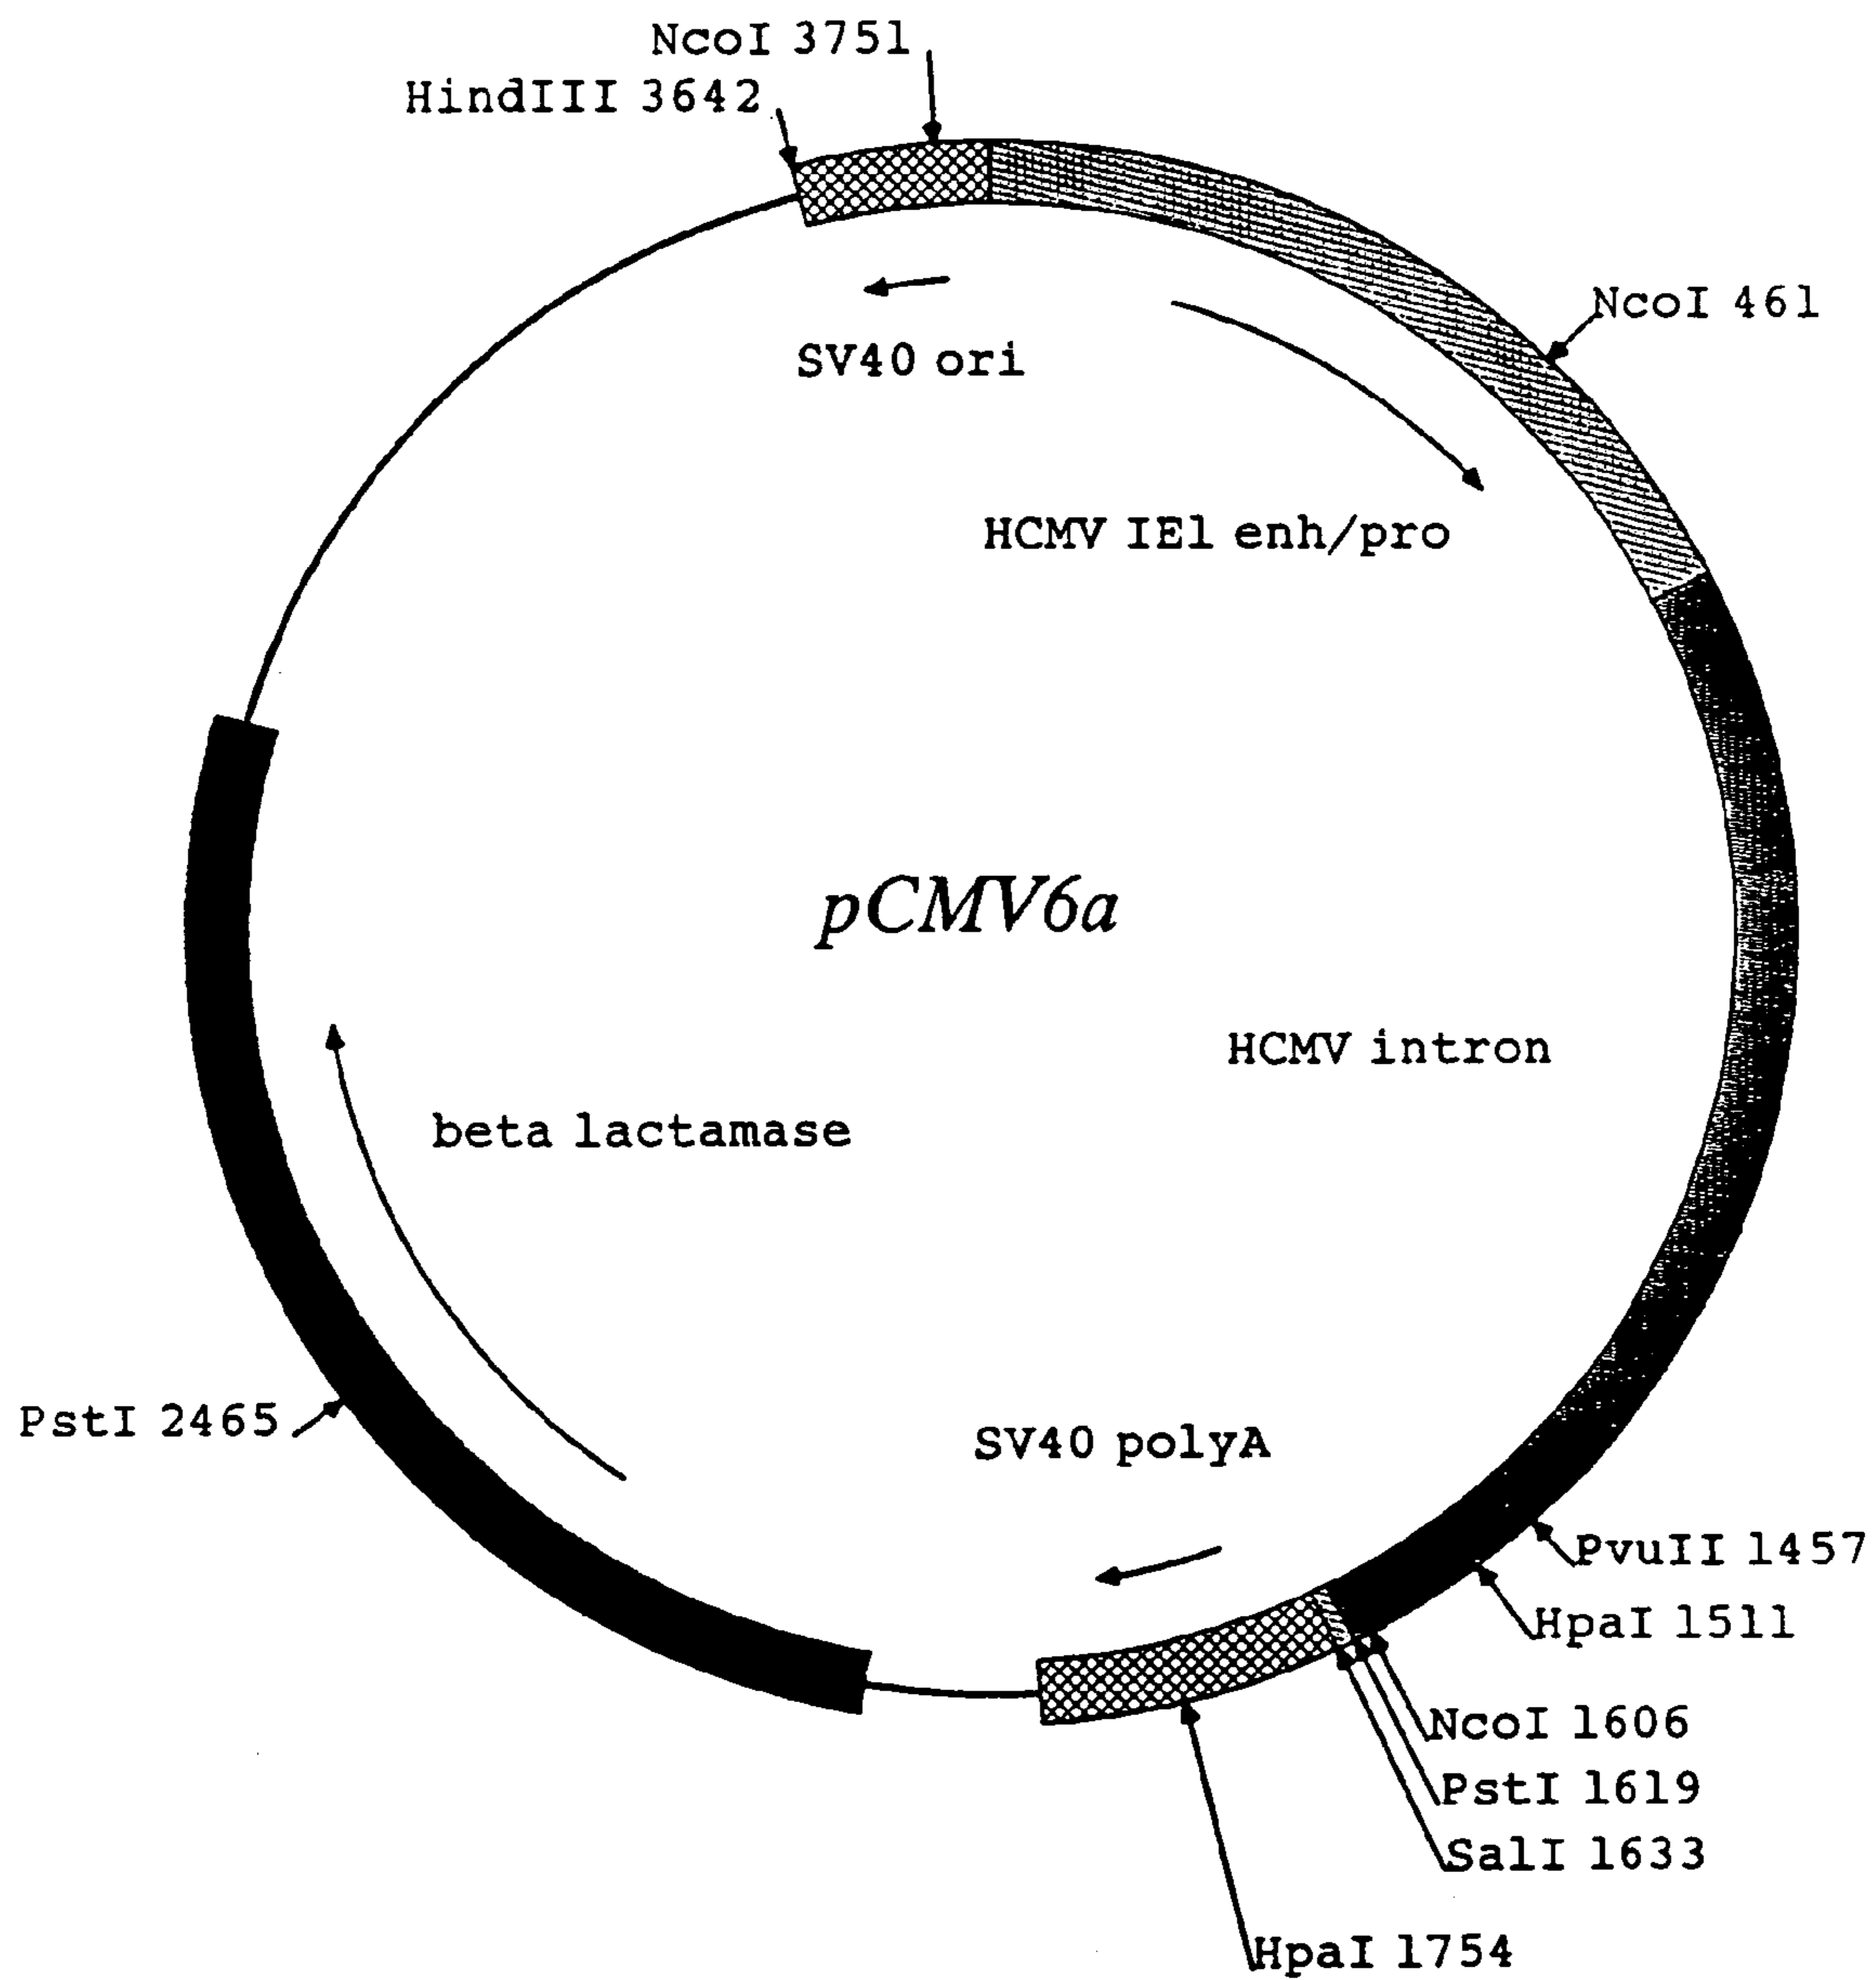 NcoI 3751
HindIII 3642
NcoI 461
SV40 ori
HCMV IE1 enh/pro
pCMV6a
HCMV intron
beta lactamase
PstI 2465
SV40 polyA
PvuII 1457
HpaI 1511
NcoI 1606
PstI 1619
SalI 1633
HpaI 1754